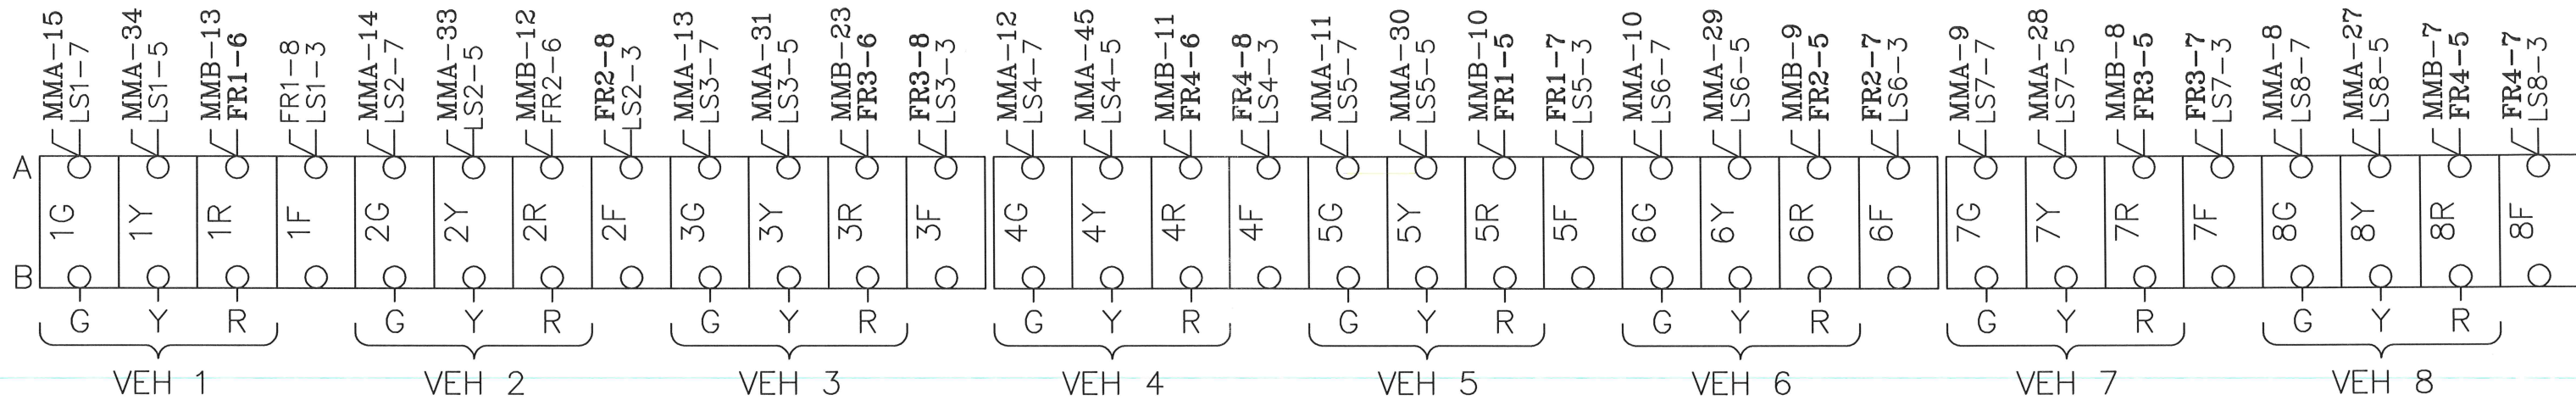 MMA-15
LS1-7
MMA-34
LS1-5
MMB-13
FR1-6
FR1-8
LS1-3
MMA-14
LS2-7
MMA-33
LS2-5
MMB-12
FR2-6
FR2-8
LS2-3
MMA-13
LS3-7
MMA-31
LS3-5
MMB-23
FR3-6
FR3-8
LS3-3
MMA-12
LS4-7
MMA-45
LS4-5
MMB-11
FR4-6
FR4-8
LS4-3
MMA-11
LS5-7
MMA-30
LS5-5
MMB-10
FR1-5
FR1-7
LS5-3
MMA-10
LS6-7
MMA-29
LS6-5
MMB-9
FR2-5
FR2-7
LS6-3
MMA-9
LS7-7
MMA-28
LS7-5
MMB-8
FR3-5
FR3-7
LS7-3
MMA-8
LS8-7
MMA-27
LS8-5
MMB-7
FR4-5
FR4-7
LS8-3
A
1G 1Y 1R 1F 2G 2Y 2R 2F 3G 3Y 3R 3F 4G 4Y 4R 4F 5G 5Y 5R 5F 6G 6Y 6R 6F 7G 7Y 7R 7F 8G 8Y 8R 8F
B
G Y R G Y R G Y R G Y R G Y R G Y R G Y R G Y R
VEH 1 VEH 2 VEH 3 VEH 4 VEH 5 VEH 6 VEH 7 VEH 8